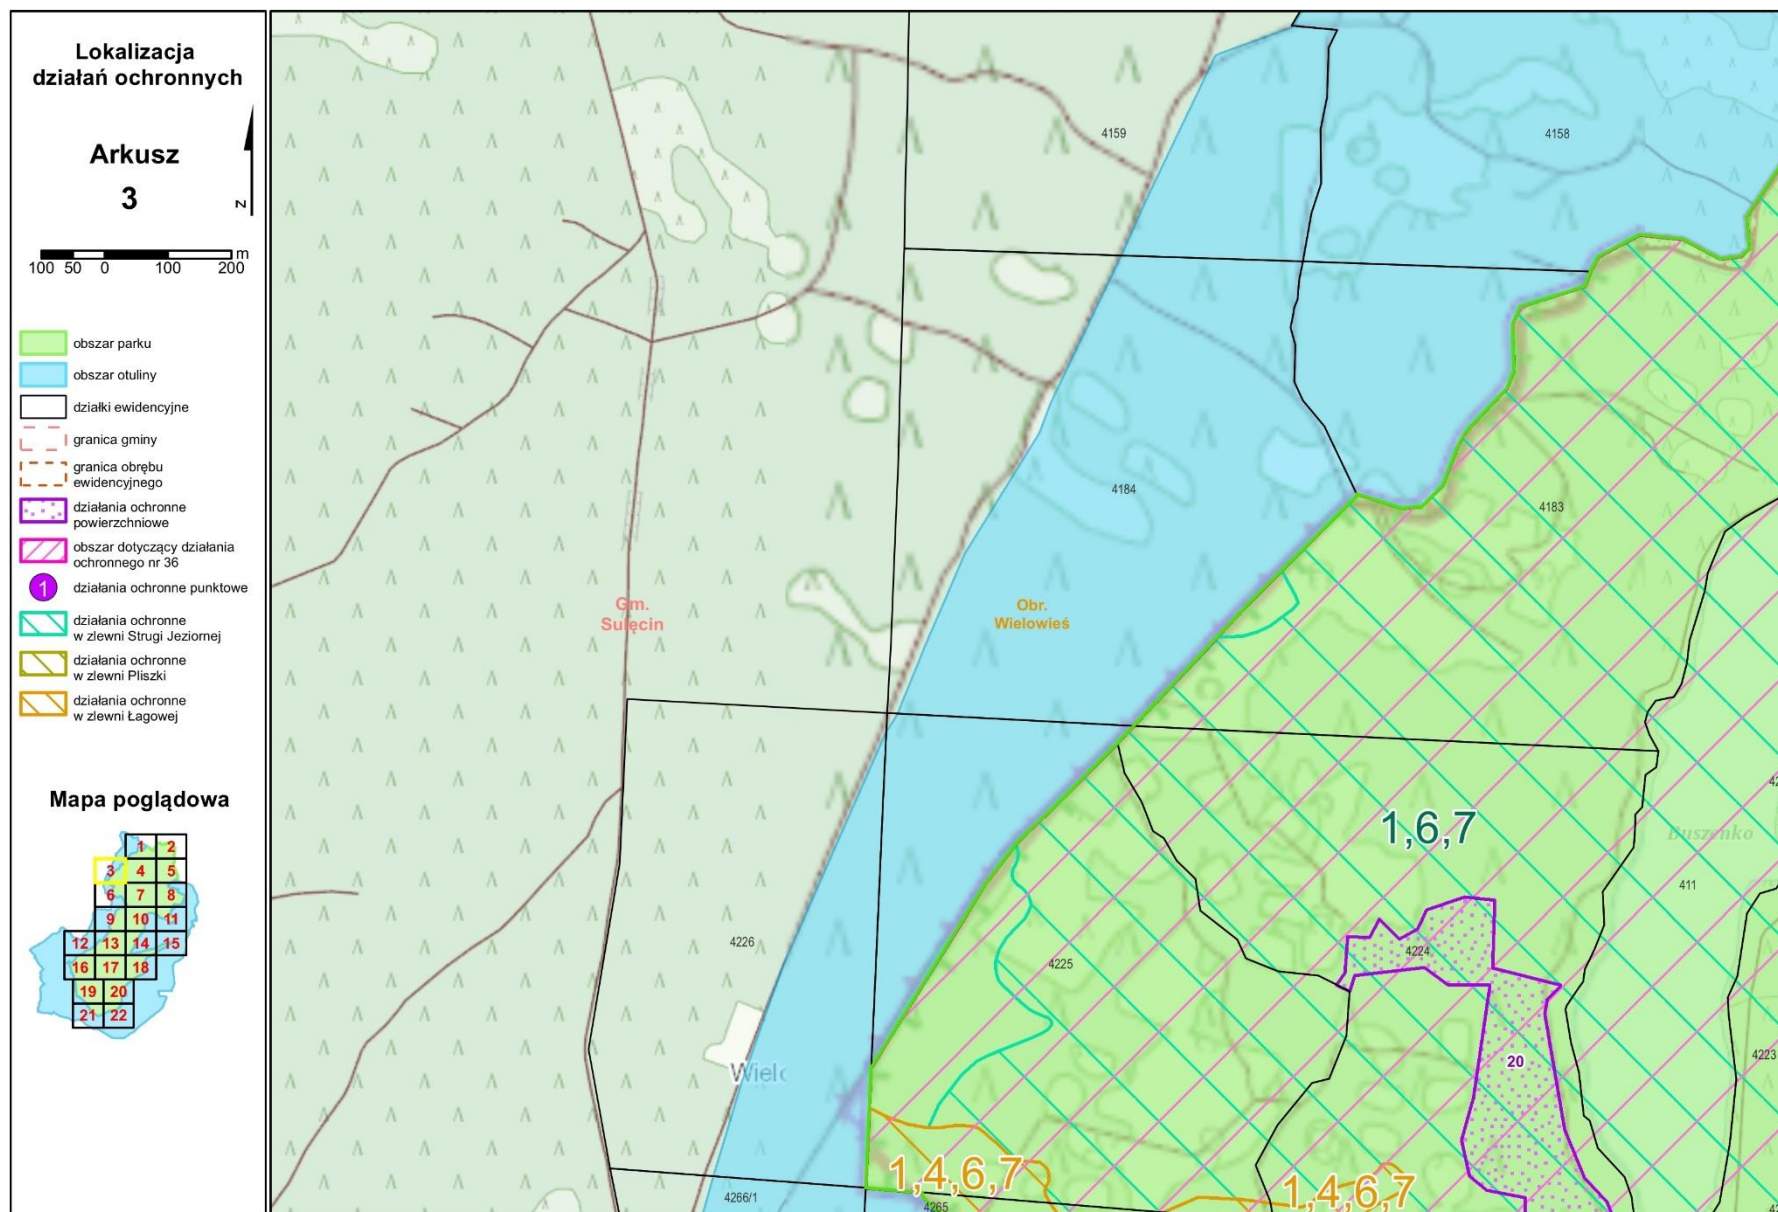 Lokalizacja
działań ochronnych
Arkusz
3
N
100 50 0 100 200 m
obszar parku
obszar otuliny
działki ewidencyjne
granica gminy
granica obrębu
ewidencyjnego
działania ochronne
powierzchniowe
obszar dotyczący działania
ochronnego nr 36
1
działania ochronne punktowe
działania ochronne
w zlewni Strugi Jeziornej
działania ochronne
w zlewni Pliszki
działania ochronne
w zlewni Łagowej
Mapa poglądowa
1 2
3 4 5
6 7 8
9 10 11
12 13 14 15
16 17 18
19 20
21 22
4159
4158
4184
4183
Gm.
Sulęcin
Obr.
Wielowieś
1,6,7
Buszenko
411
4226
4225
4224
4223
20
1,4,6,7
1,4,6,7
4266/1
4265